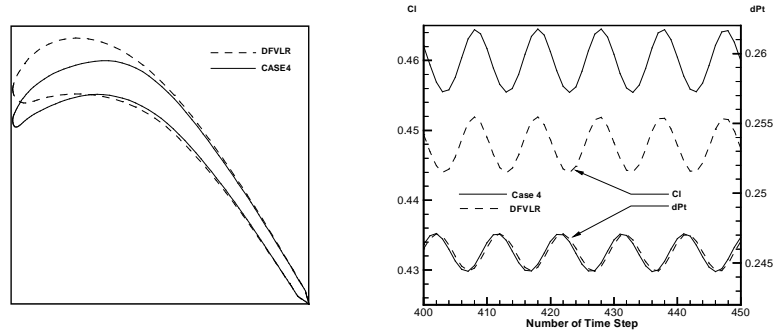 DFVLR
CASE4
Cl
dPt
0.46
0.45
0.44
0.43
0.26
0.255
0.25
0.245
Case 4
DFVLR
Cl
dPt
400
410
420
430
440
450
Number of Time Step